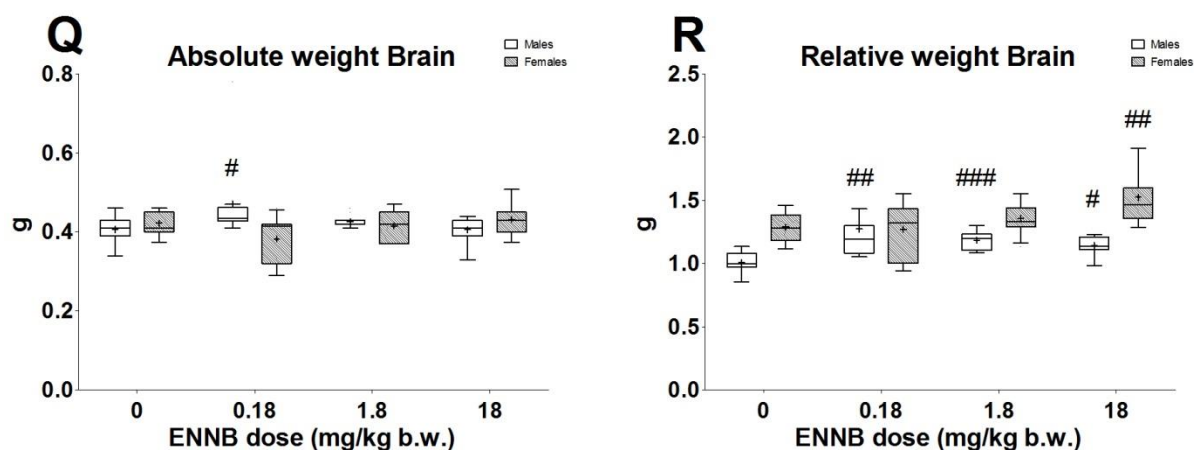 Q
Absolute weight Brain
Males
Females
0.8
0.6
0.4
0.2
0.0
g
#
0
0.18
1.8
18
ENNB dose (mg/kg b.w.)
R
Relative weight Brain
Males
Females
2.5
2.0
1.5
1.0
0.5
0.0
g
##
###
#
##
0
0.18
1.8
18
ENNB dose (mg/kg b.w.)